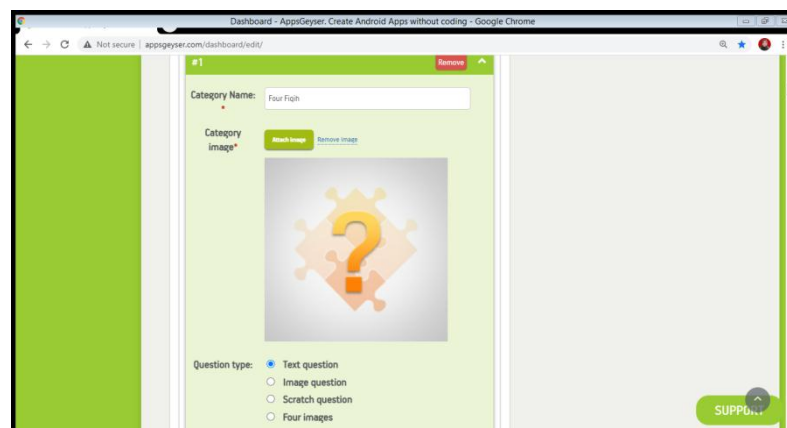 Dashboard - AppsGeyser. Create Android Apps without coding - Google Chrome
Not secure | appsgeyser.com/dashboard/edit/
#1
Remove
Category Name:
*
Four Fiqih
Category
image*
Attach Image
Remove image
?
Question type:
Text question
Image question
Scratch question
Four images
SUPPORT